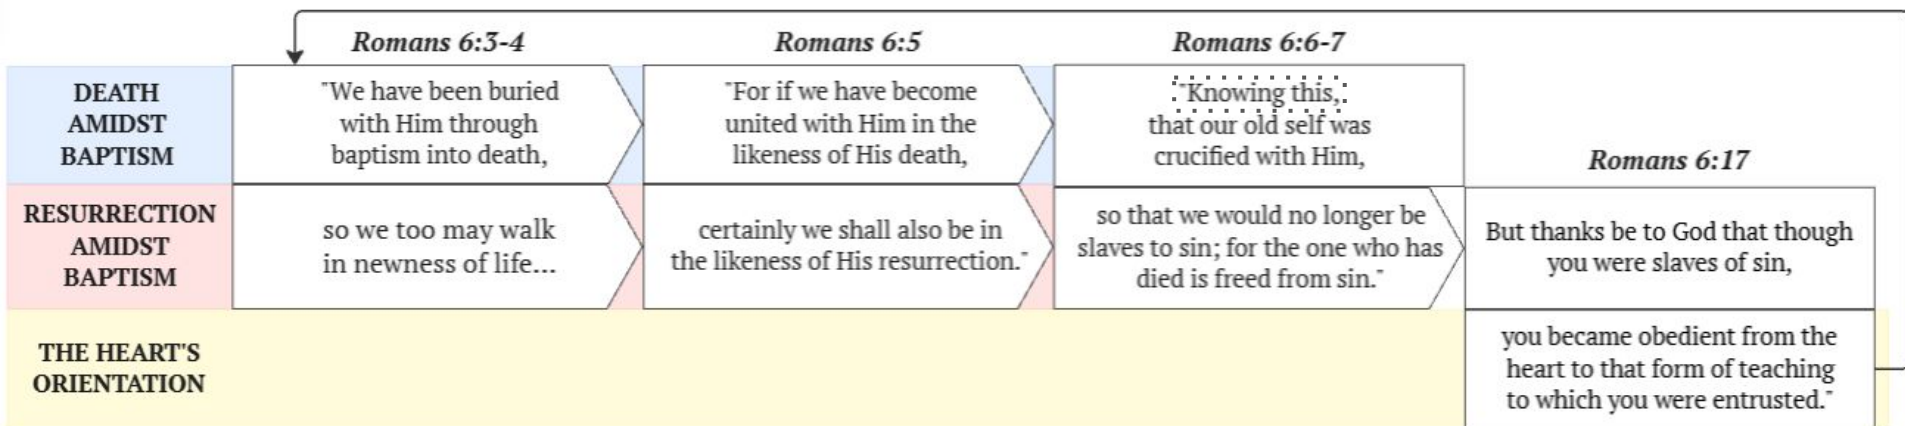 Romans 6:3-4
Romans 6:5
Romans 6:6-7
DEATH
AMIDST
BAPTISM
"We have been buried
with Him through
baptism into death,
"For if we have become
united with Him in the
likeness of His death,
"Knowing this,
that our old self was
crucified with Him,
Romans 6:17
RESURRECTION
AMIDST
BAPTISM
so we too may walk
in newness of life...
certainly we shall also be in
the likeness of His resurrection."
so that we would no longer be
slaves to sin; for the one who has
died is freed from sin."
But thanks be to God that though
you were slaves of sin,
THE HEART'S
ORIENTATION
you became obedient from the
heart to that form of teaching
to which you were entrusted."